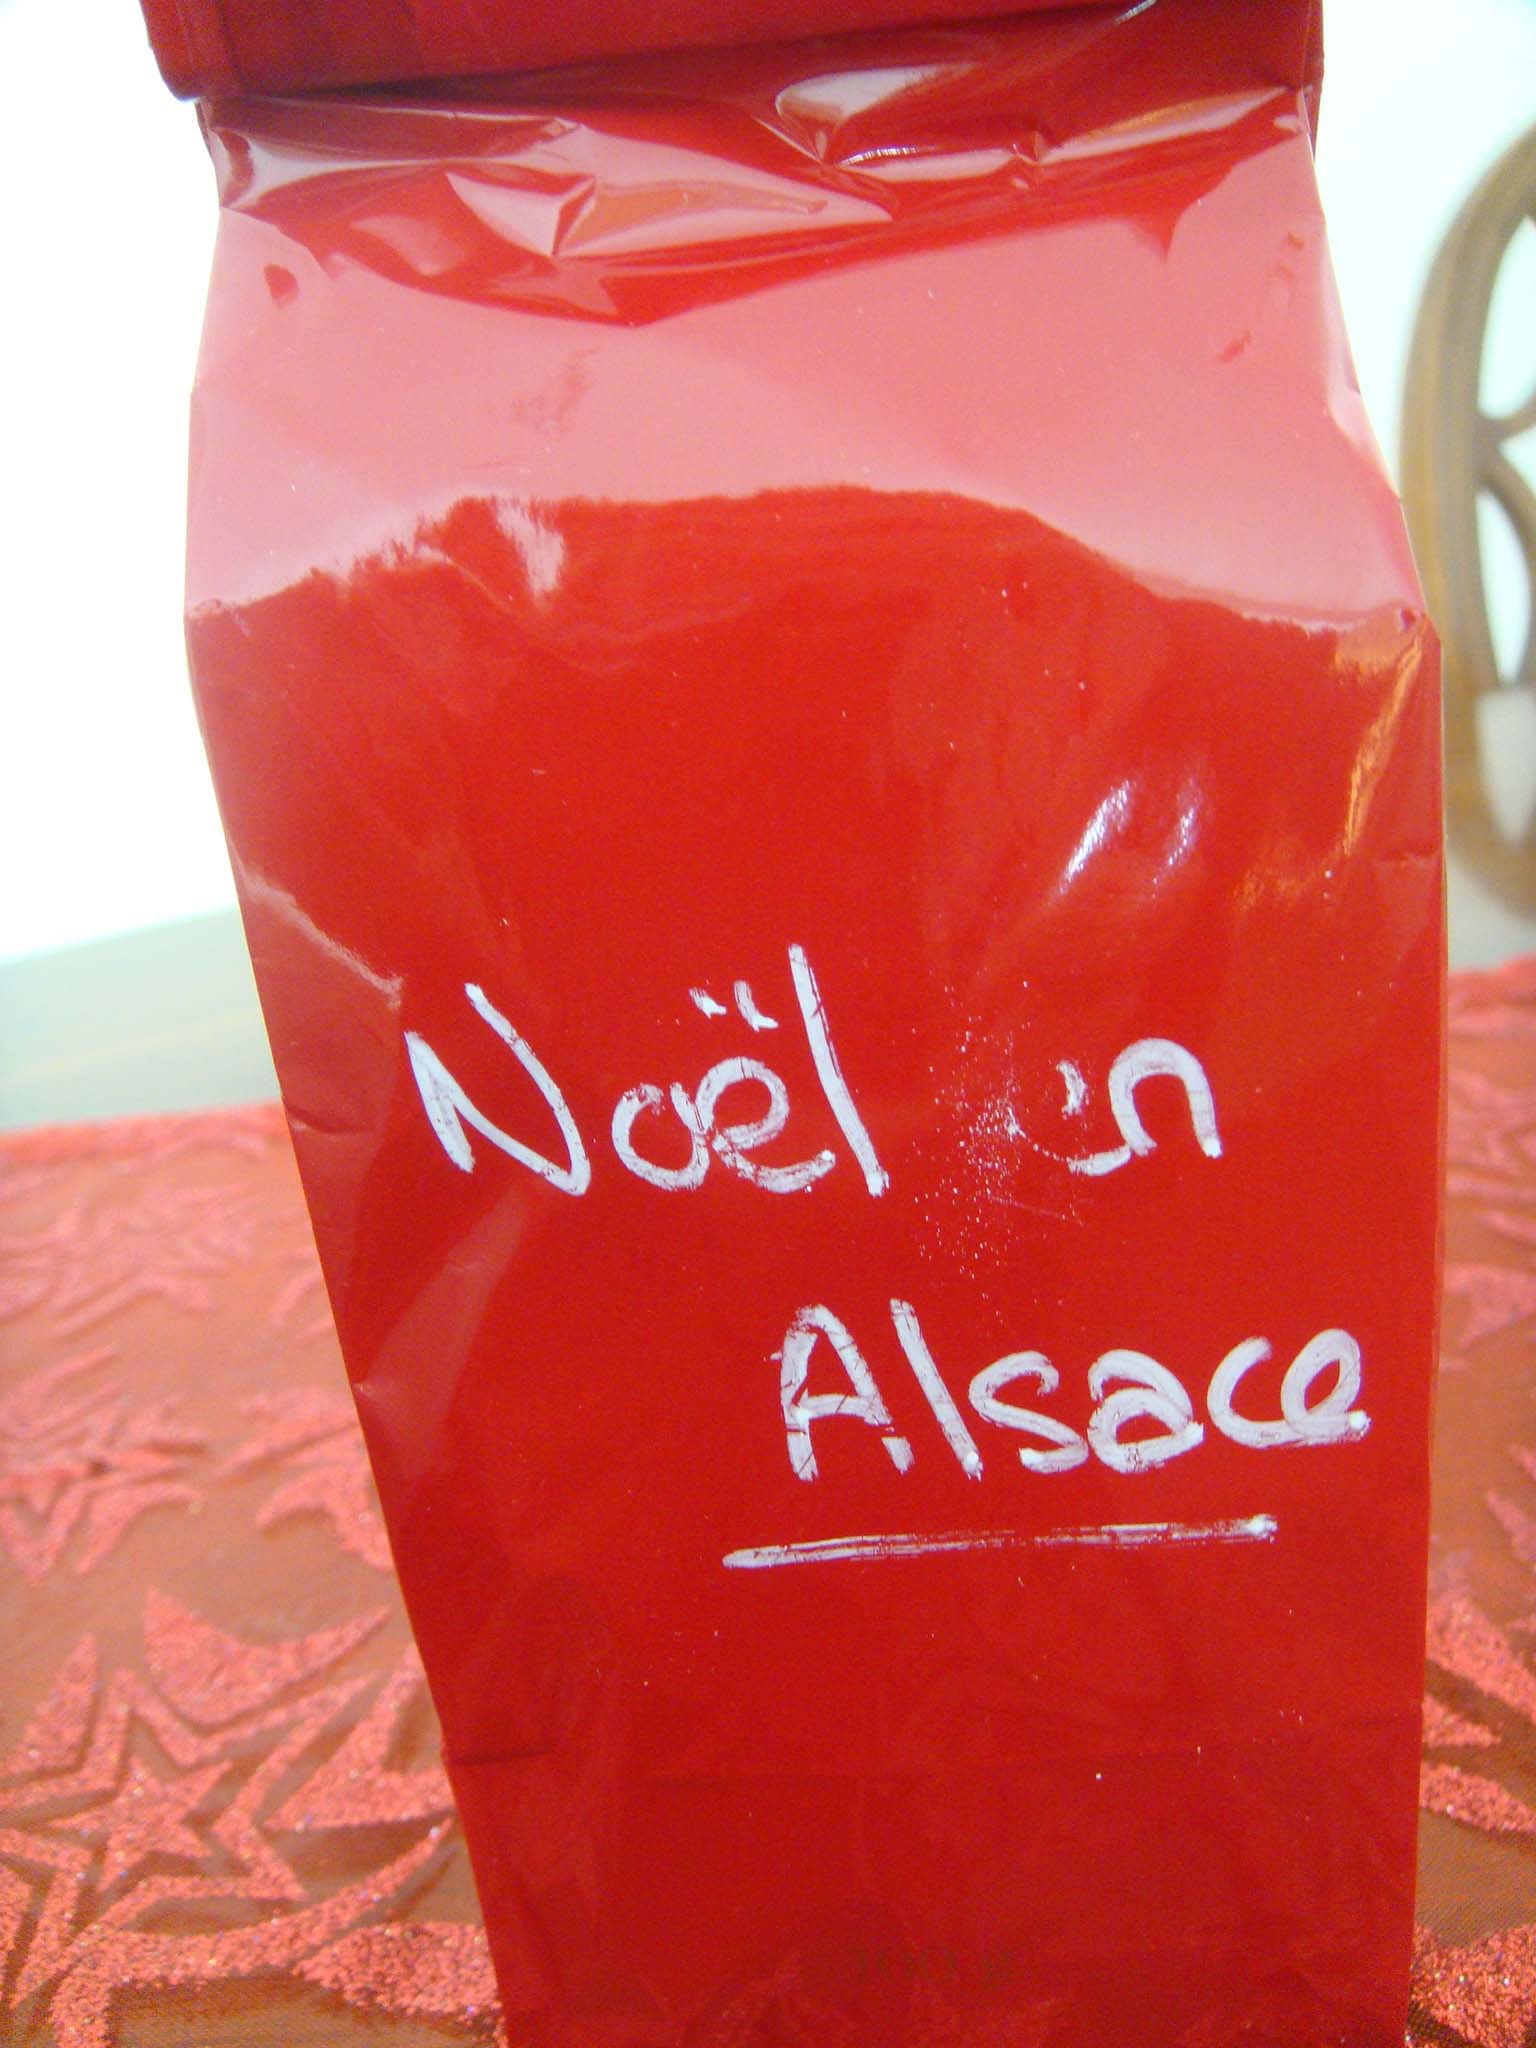 Noël en
Alsace